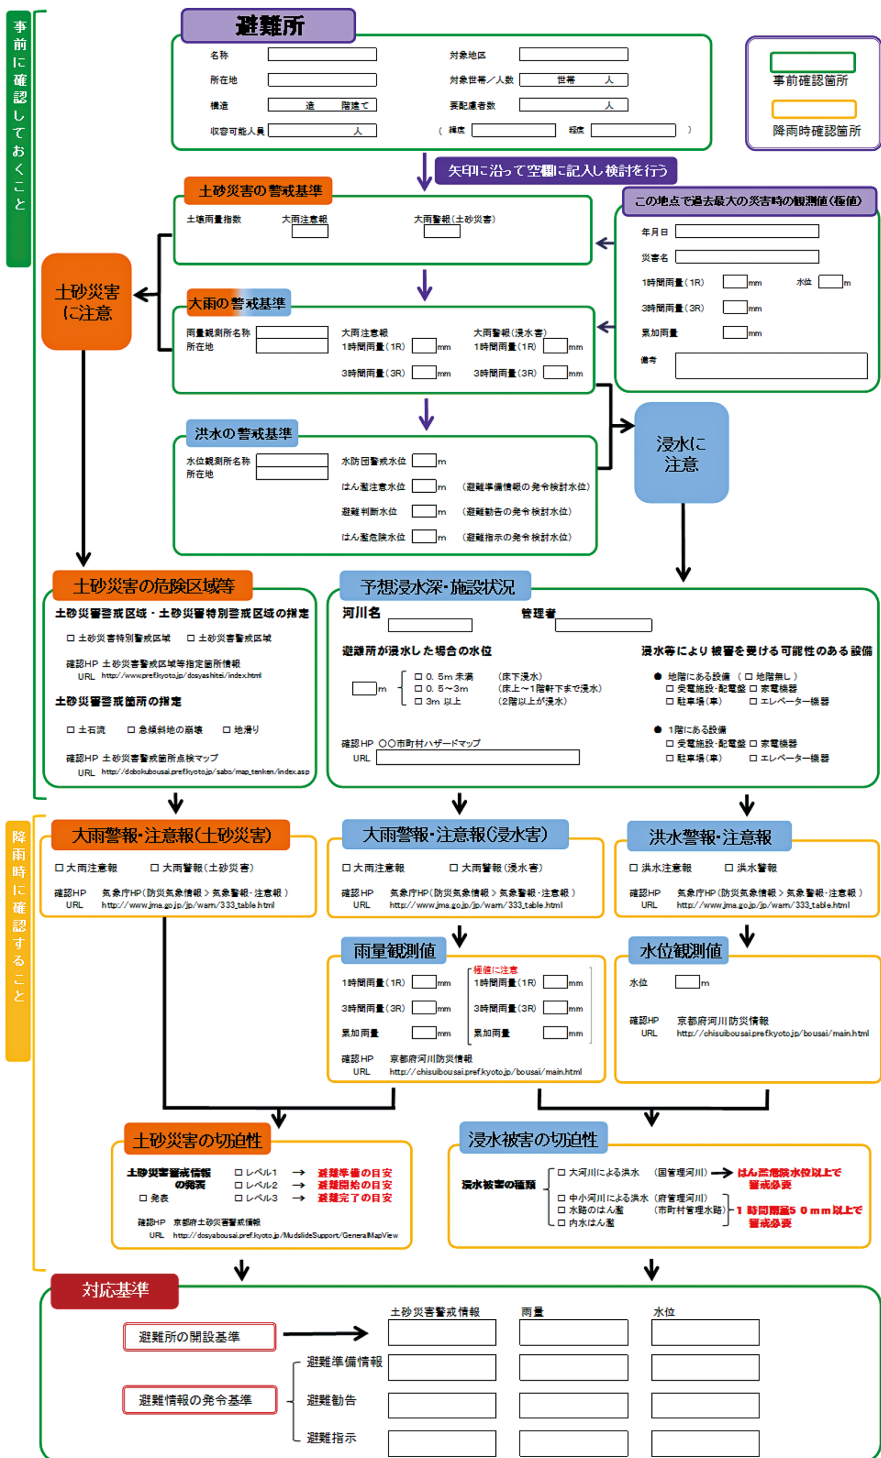 事前に確認しておくこと
避難所
名称
対象地区
所在地
対象世帯／人数 世帯 人
構造 造 階建て
要配慮者数 人
収容可能人員 人
（ 緯度 経度 ）
事前確認箇所
降雨時確認箇所
矢印に沿って空欄に記入し検討を行う
土砂災害の警戒基準
土壌雨量指数 大雨注意報 大雨警報(土砂災害)
この地点で過去最大の災害時の観測値（極値）
年月日
災害名
1時間雨量（1R） mm 水位 m
3時間雨量（3R） mm
累加雨量 mm
備考
土砂災害
に注意
大雨の警戒基準
雨量観測所名称
所在地
大雨注意報
1時間雨量（1R） mm
3時間雨量（3R） mm
大雨警報（浸水害）
1時間雨量（1R） mm
3時間雨量（3R） mm
浸水に
注意
洪水の警戒基準
水位観測所名称
所在地
水防団警戒水位 m
はん濫注意水位 m （避難準備情報の発令検討水位）
避難判断水位 m （避難勧告の発令検討水位）
はん濫危険水位 m （避難指示の発令検討水位）
土砂災害の危険区域等
土砂災害警戒区域・土砂災害特別警戒区域の指定
□ 土砂災害特別警戒区域 □ 土砂災害警戒区域
確認HP 土砂災害警戒区域等指定箇所情報
URL http://www.pref.kyoto.jp/dosyashitei/index.html
土砂災害警戒箇所の指定
□ 土石流 □ 急傾斜地の崩壊 □ 地滑り
確認HP 土砂災害警戒箇所点検マップ
URL http://dobokubousai.pref.kyoto.jp/sabo/map_tenken/index.asp
予想浸水深・施設状況
河川名 管理者
避難所が浸水した場合の水位
m
□ 0．5m 未満 （床下浸水）
□ 0．5～3m （床上～1階軒下まで浸水）
□ 3m 以上 （2階以上が浸水）
確認HP 〇〇市町村ハザードマップ
URL
浸水等により被害を受ける可能性のある設備
● 地階にある設備 （ □ 地階無し ）
□ 受電施設・配電盤 □ 家電機器
□ 駐車場（車） □ エレベーター機器
● 1階にある設備
□ 受電施設・配電盤 □ 家電機器
□ 駐車場（車） □ エレベーター機器
降雨時に確認すること
大雨警報・注意報(土砂災害)
□ 大雨注意報 □ 大雨警報(土砂災害)
確認HP 気象庁HP(防災気象情報 > 気象警報・注意報 )
URL http://www.jma.go.jp/jp/warn/333_table.html
大雨警報・注意報(浸水害)
□ 大雨注意報 □ 大雨警報(浸水害)
確認HP 気象庁HP(防災気象情報 > 気象警報・注意報 )
URL http://www.jma.go.jp/jp/warn/333_table.html
洪水警報・注意報
□ 洪水注意報 □ 洪水警報
確認HP 気象庁HP(防災気象情報 > 気象警報・注意報 )
URL http://www.jma.go.jp/jp/warn/333_table.html
雨量観測値
1時間雨量（1R） mm
3時間雨量（3R） mm
累加雨量 mm
極値に注意
1時間雨量（1R） mm
3時間雨量（3R） mm
累加雨量 mm
確認HP 京都府河川防災情報
URL http://chisuibousai.pref.kyoto.jp/bousai/main.html
水位観測値
水位 m
確認HP 京都府河川防災情報
URL http://chisuibousai.pref.kyoto.jp/bousai/main.html
土砂災害の切迫性
土砂災害警戒情報
の発表
□ 発表
□ レベル1 → 避難準備の目安
□ レベル2 → 避難開始の目安
□ レベル3 → 避難完了の目安
確認HP 京都府土砂災害警戒情報
URL http://dosyabousai.pref.kyoto.jp/MudslideSupport/GeneralMapView
浸水被害の切迫性
浸水被害の種類
□ 大河川による洪水 （国管理河川）
はん濫危険水位以上で
警戒必要
□ 中小河川による洪水（府管理河川）
□ 水路のはん濫 （市町村管理水路）
□ 内水はん濫
1時間雨量50mm以上で
警戒必要
対応基準
土砂災害警戒情報 雨量 水位
避難所の開設基準
避難情報の発令基準
避難準備情報
避難勧告
避難指示